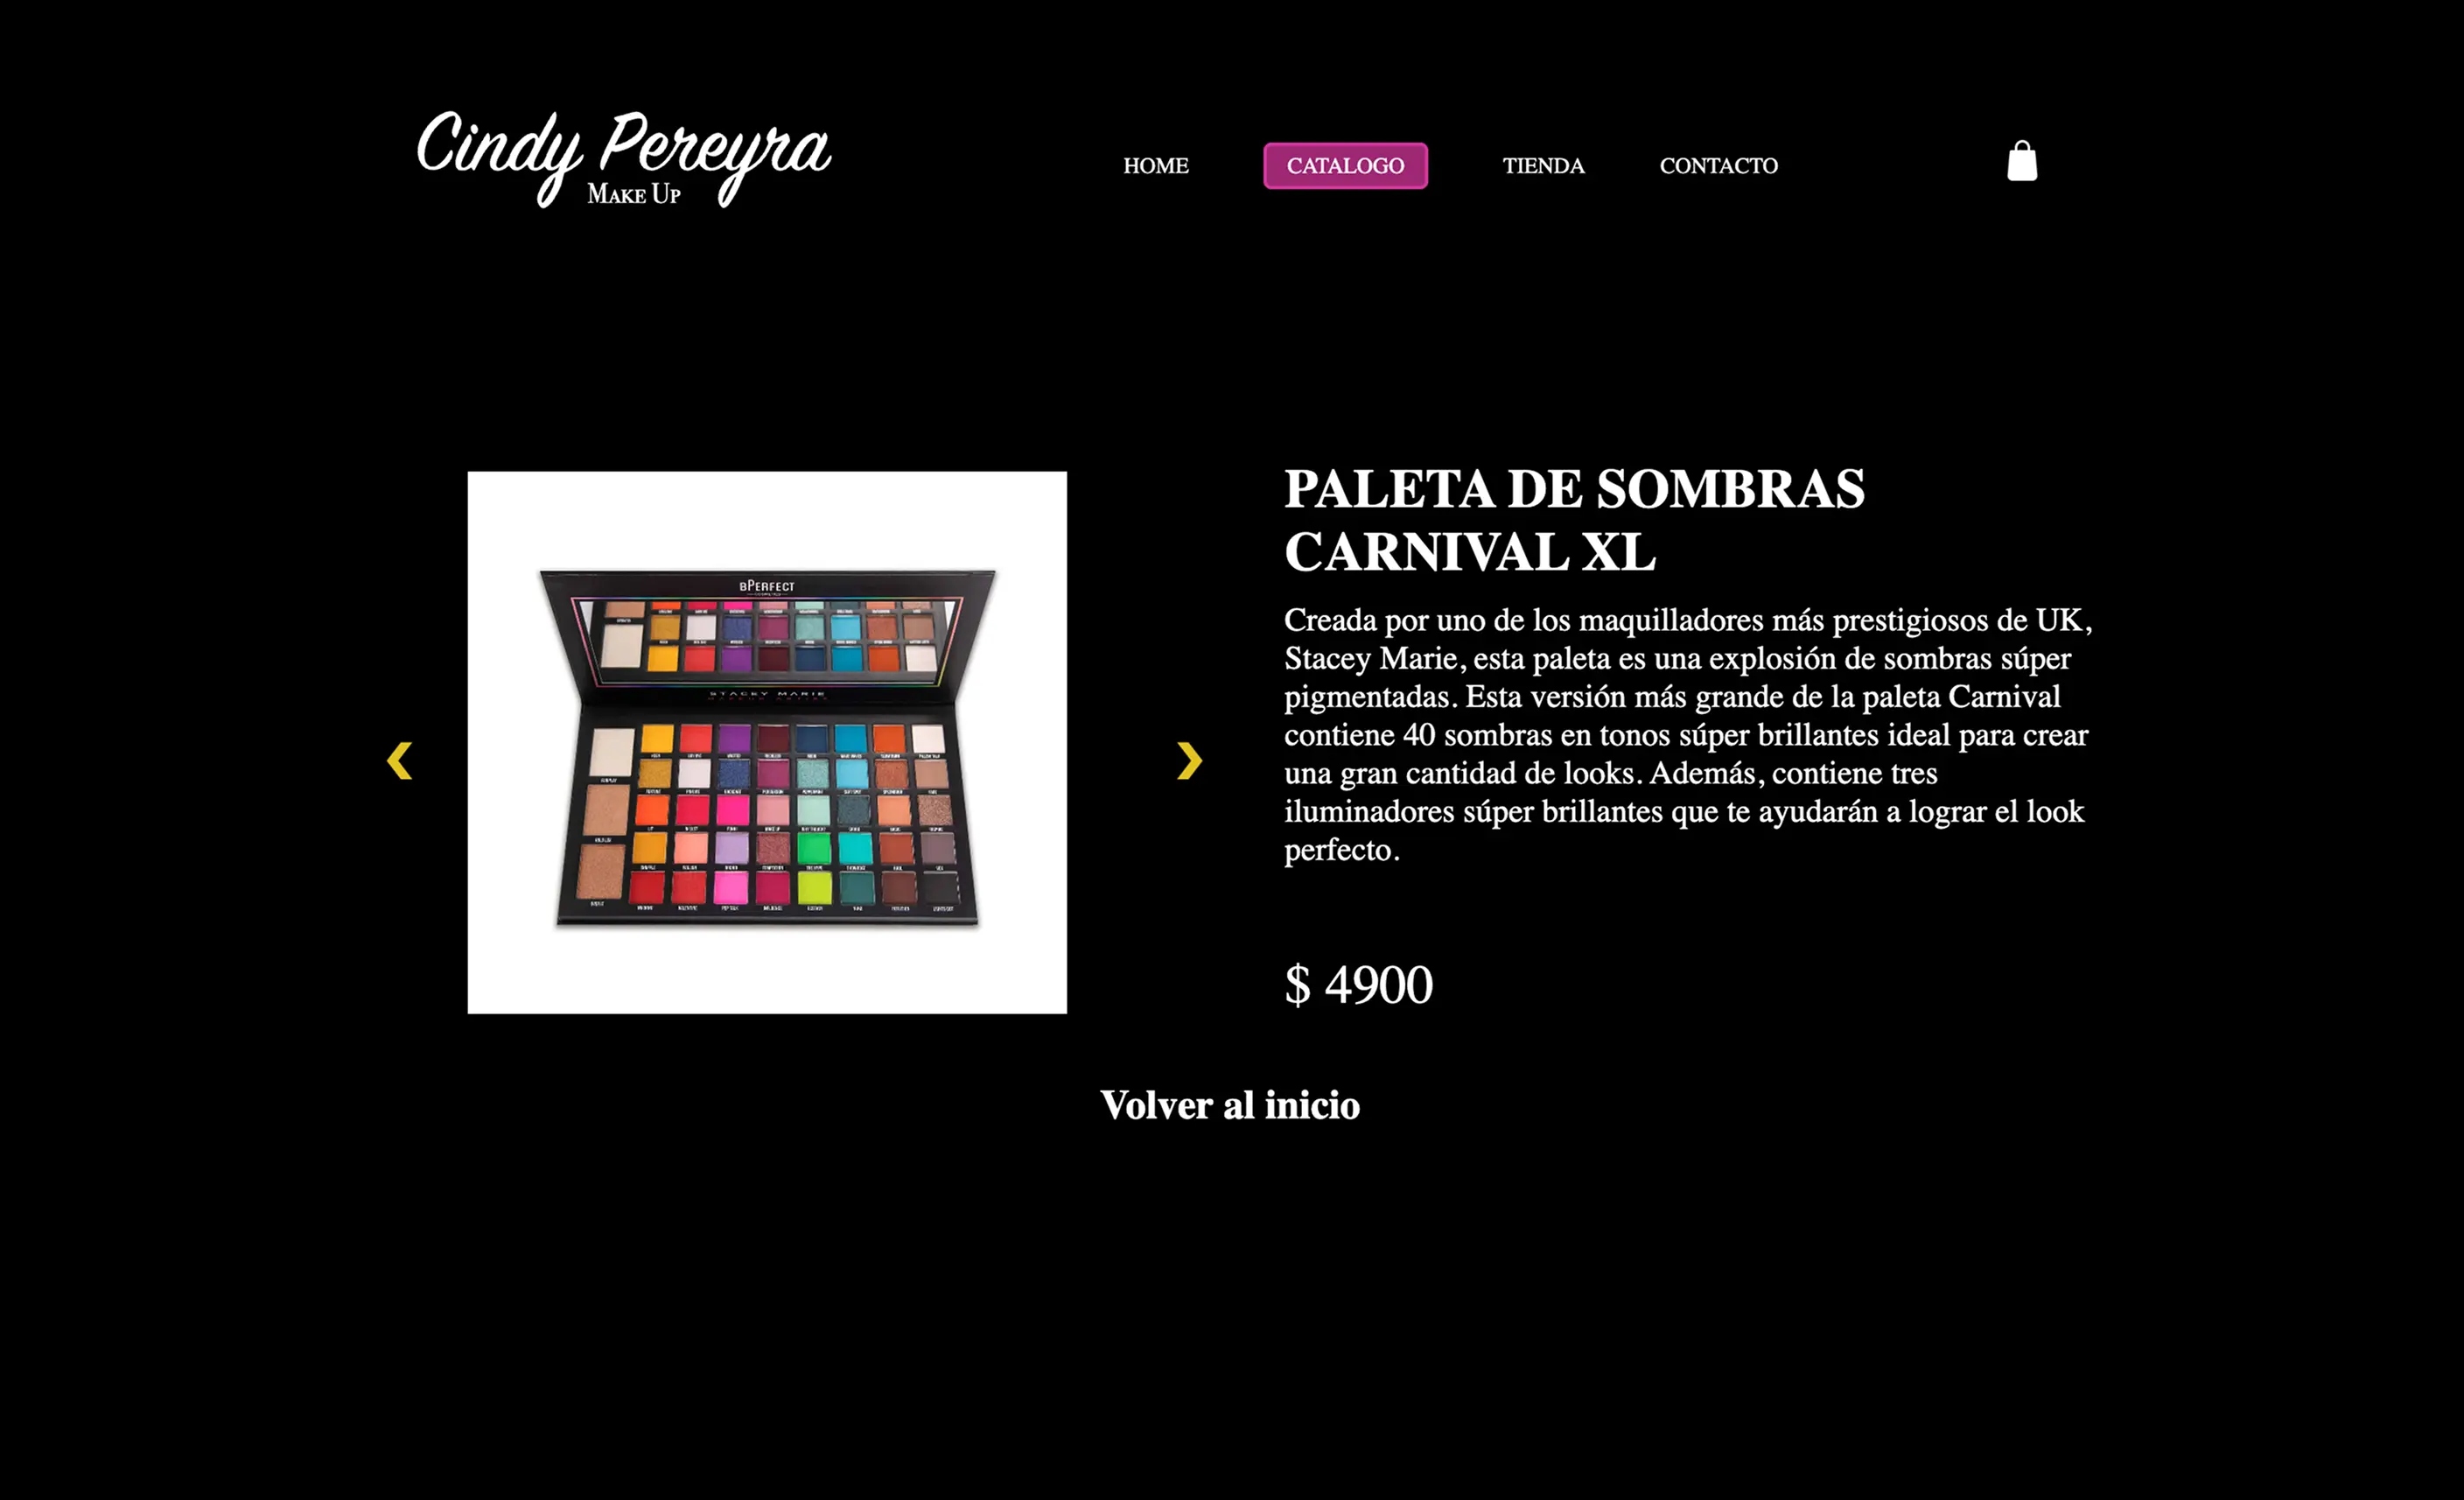 Cindy Pereyra
Make Up
HOME
CATALOGO
TIENDA
CONTACTO
BPERFECT
STACEY MARIE
PALETA DE SOMBRAS
CARNIVAL XL
Creada por uno de los maquilladores más prestigiosos de UK,
Stacey Marie, esta paleta es una explosión de sombras súper
pigmentadas. Esta versión más grande de la paleta Carnival
contiene 40 sombras en tonos súper brillantes ideal para crear
una gran cantidad de looks. Además, contiene tres
iluminadores súper brillantes que te ayudarán a lograr el look
perfecto.
$ 4900
Volver al inicio